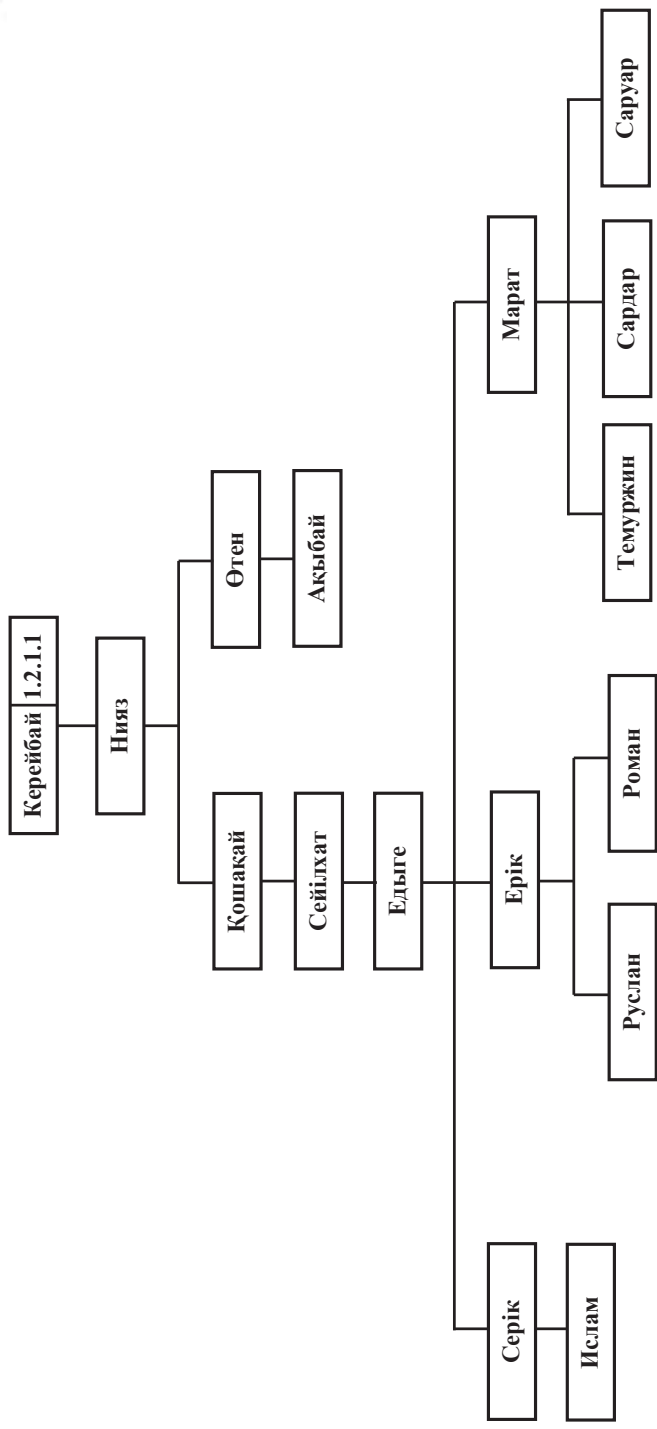 Керейбай 1.2.1.1
Нияз
Қошақай
Өтен
Сейілхат
Ақыбай
Едыге
Серік
Ерік
Марат
Ислам
Руслан
Роман
Темуржин
Сардар
Саруар